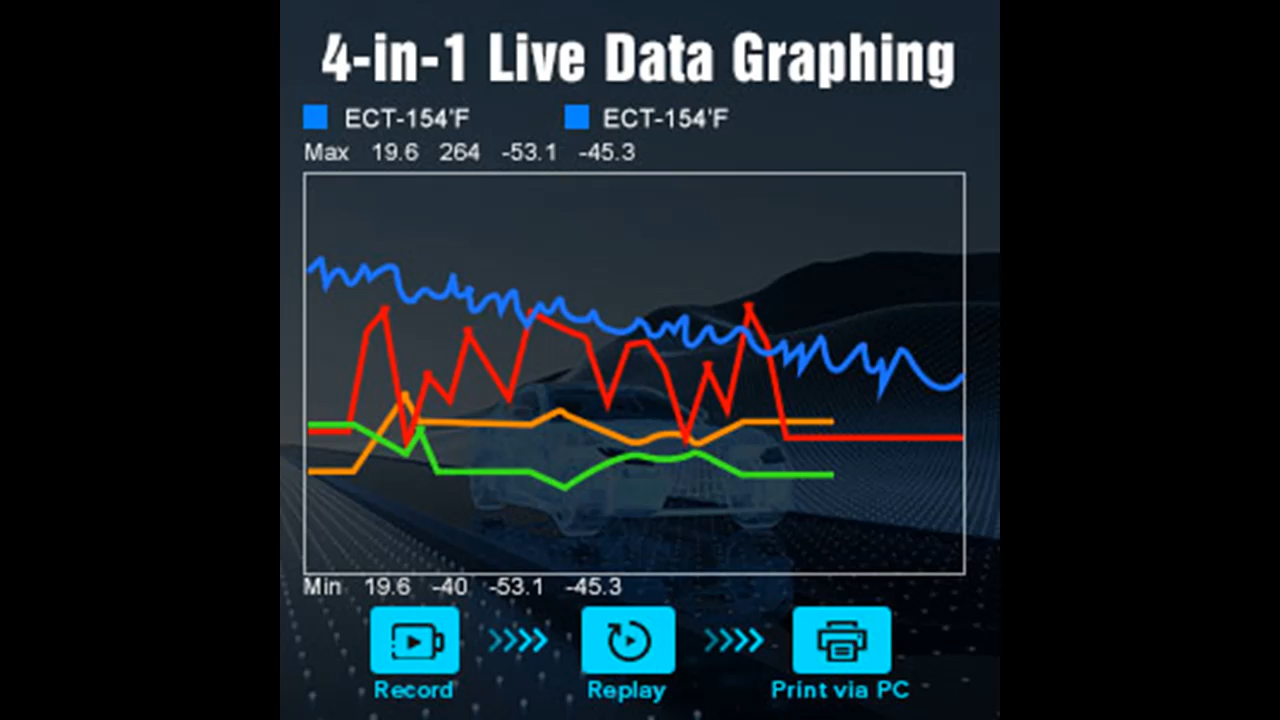 4-in-1 Live Data Graphing
ECT-154'F ECT-154'F
Max 19.6 264 -53.1 -45.3
Min 19.6 -40 -53.1 -45.3
Record Replay Print via PC